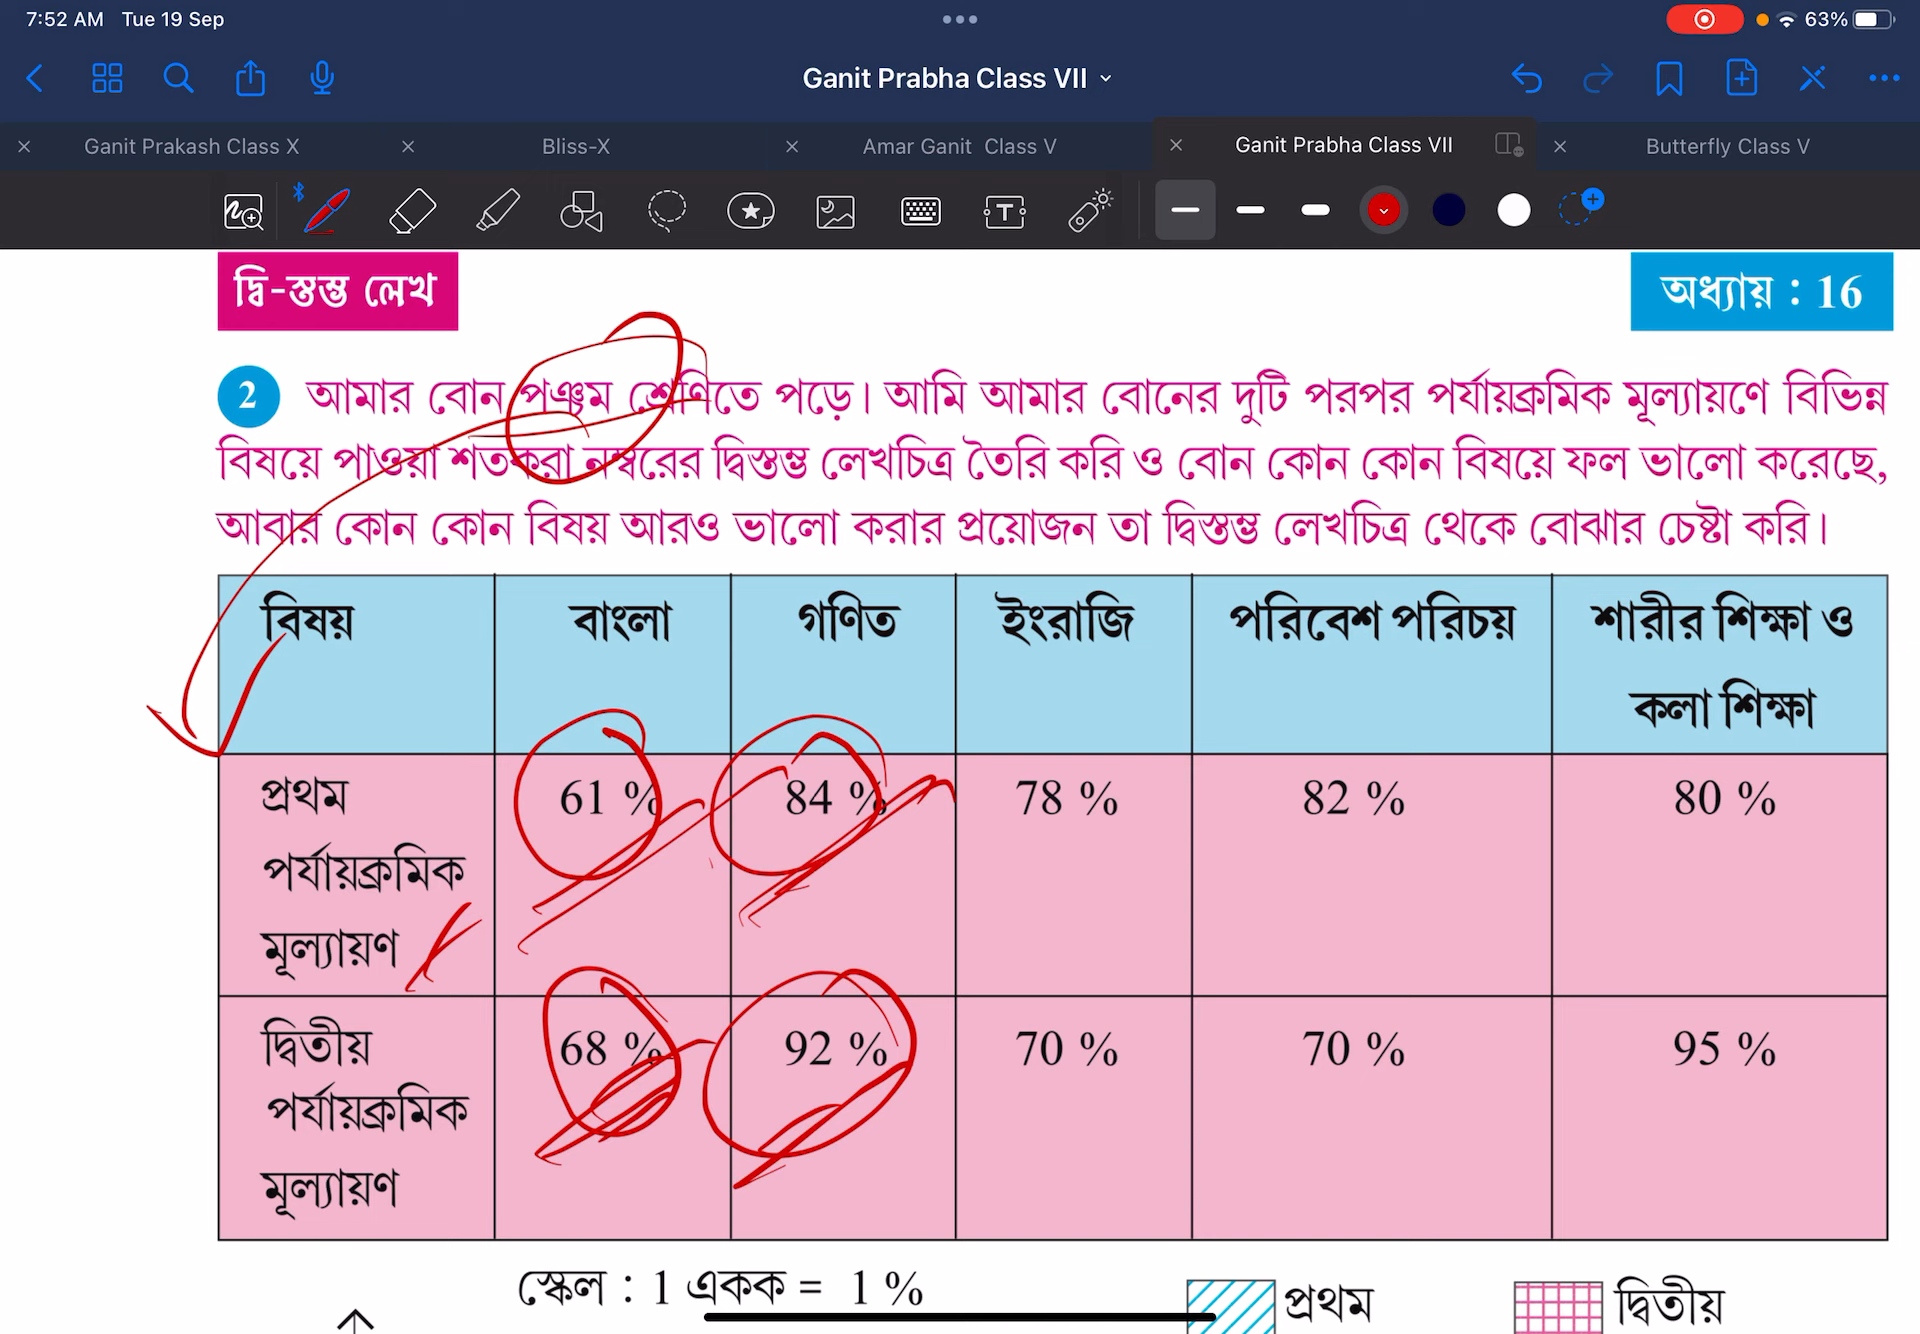 7:52 AM Tue 19 Sep
63%
Ganit Prabha Class VII
Ganit Prakash Class X
Bliss-X
Amar Ganit Class V
Ganit Prabha Class VII
Butterfly Class V
দ্বি-স্তম্ভ লেখ
অধ্যায় : 16
2 আমার বোন পঞ্চম শ্রেণিতে পড়ে। আমি আমার বোনের দুটি পরপর পর্যায়ক্রমিক মূল্যায়ণে বিভিন্ন
বিষয়ে পাওয়া শতকরা নম্বরের দ্বিস্তম্ভ লেখচিত্র তৈরি করি ও বোন কোন কোন বিষয়ে ফল ভালো করেছে,
আবার কোন কোন বিষয় আরও ভালো করার প্রয়োজন তা দ্বিস্তম্ভ লেখচিত্র থেকে বোঝার চেষ্টা করি।
বিষয় বাংলা গণিত ইংরাজি পরিবেশ পরিচয় শারীর শিক্ষা ও
কলা শিক্ষা
প্রথম 61 % 84 % 78 % 82 % 80 %
পর্যায়ক্রমিক
মূল্যায়ণ
দ্বিতীয় 68 % 92 % 70 % 70 % 95 %
পর্যায়ক্রমিক
মূল্যায়ণ
স্কেল : 1 একক = 1 %
প্রথম
দ্বিতীয়